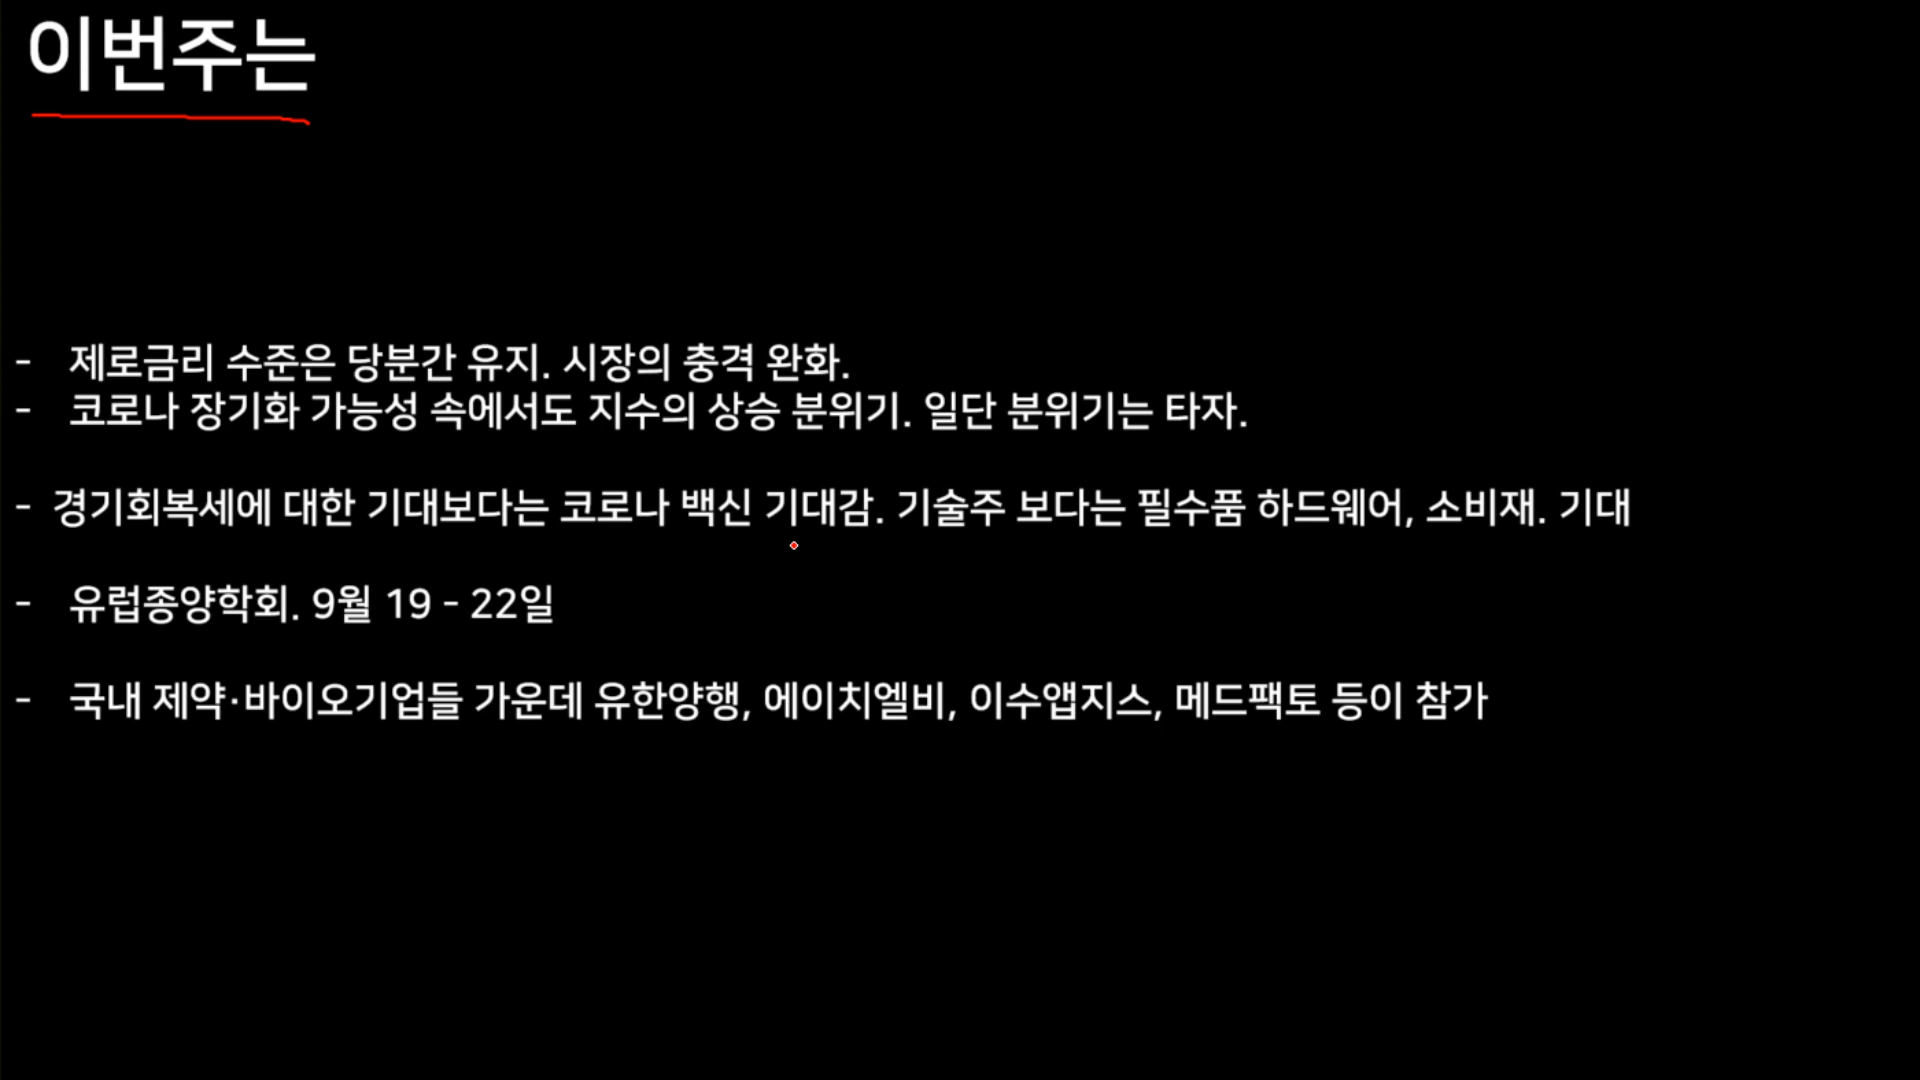 이번주는
- 제로금리 수준은 당분간 유지. 시장의 충격 완화.
- 코로나 장기화 가능성 속에서도 지수의 상승 분위기. 일단 분위기는 타자.
- 경기회복세에 대한 기대보다는 코로나 백신 기대감. 기술주 보다는 필수품 하드웨어, 소비재. 기대
- 유럽종양학회. 9월 19 - 22일
- 국내 제약·바이오기업들 가운데 유한양행, 에이치엘비, 이수앱지스, 메드팩토 등이 참가